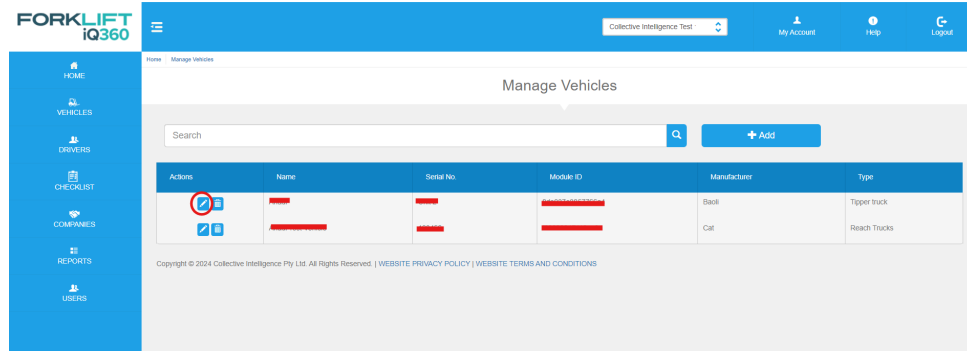 FORKLIFT
iQ360
Collective Intelligence Test
My Account
Help
Logout
HOME
VEHICLES
DRIVERS
CHECKLIST
COMPANIES
REPORTS
USERS
Home Manage Vehicles
Manage Vehicles
Search
+ Add
Actions Name Serial No. Module ID Manufacturer Type
Baoli Tipper truck
Cat Reach Trucks
Copyright © 2024 Collective Intelligence Pty Ltd. All Rights Reserved. | WEBSITE PRIVACY POLICY | WEBSITE TERMS AND CONDITIONS